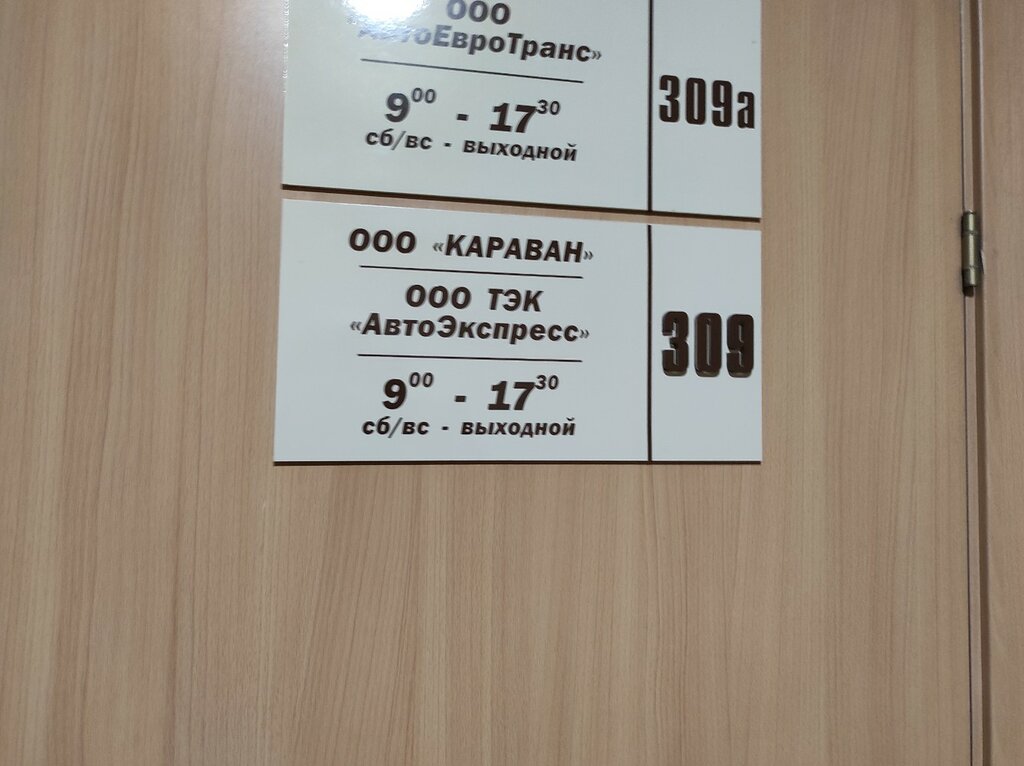 ООО
«АвтоЕвроТранс»
9⁰⁰ - 17³⁰
сб/вс - выходной
309а
ООО «КАРАВАН»
ООО ТЭК
«АвтоЭкспресс»
9⁰⁰ - 17³⁰
сб/вс - выходной
309